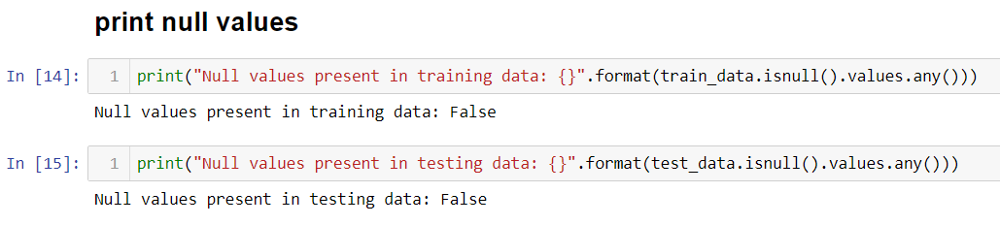 print null values
In [14]: 1 print("Null values present in training data: {}".format(train_data.isnull().values.any()))
Null values present in training data: False
In [15]: 1 print("Null values present in testing data: {}".format(test_data.isnull().values.any()))
Null values present in testing data: False